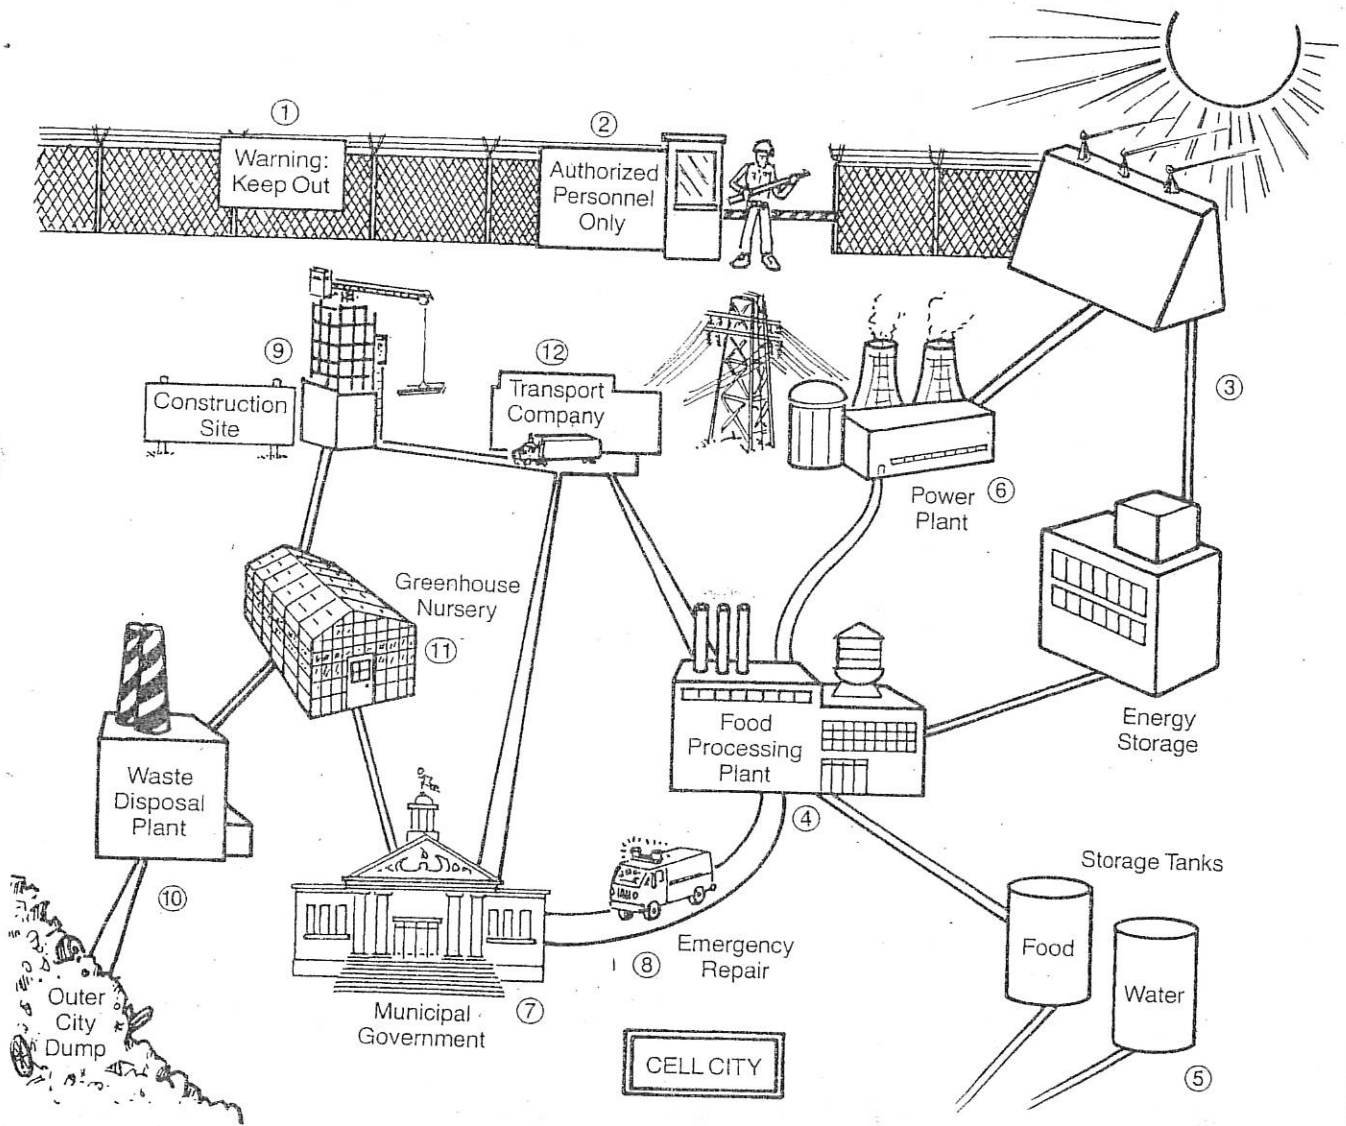 ①
Warning:
Keep Out
②
Authorized
Personnel
Only
③
⑨
Construction
Site
⑫
Transport
Company
Power
Plant
⑥
Greenhouse
Nursery
⑪
Waste
Disposal
Plant
⑩
Food
Processing
Plant
④
Energy
Storage
Storage Tanks
Food
Water
⑤
Emergency
Repair
⑧
Municipal
Government
⑦
Outer
City
Dump
CELL CITY